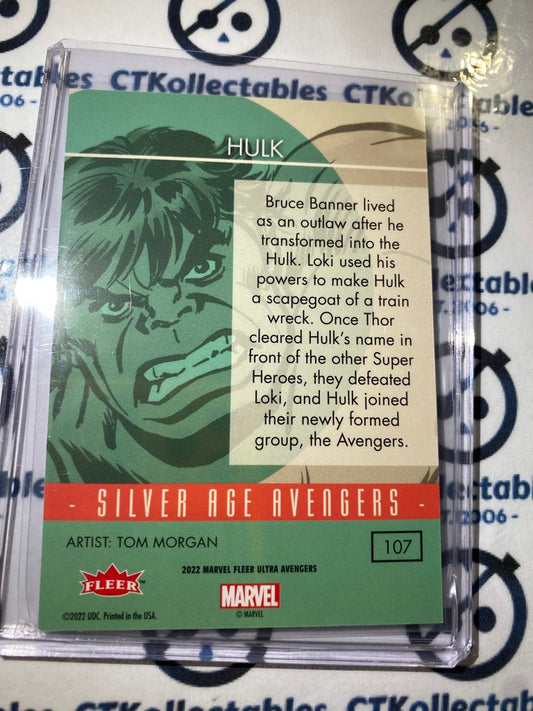 CTKollectables CTKollectables
HULK
Bruce Banner lived
as an outlaw after he
transformed into the
Hulk. Loki used his
powers to make Hulk
a scapegoat of a train
wreck. Once Thor
cleared Hulk's name in
front of the other Super
Heroes, they defeated
Loki, and Hulk joined
their newly formed
group, the Avengers.
- SILVER AGE AVENGERS -
ARTIST: TOM MORGAN
107
2022 MARVEL FLEER ULTRA AVENGERS
FLEER™
MARVEL
©2022 UDC. Printed in the USA.
© MARVEL
CTKollectables CTKollectables